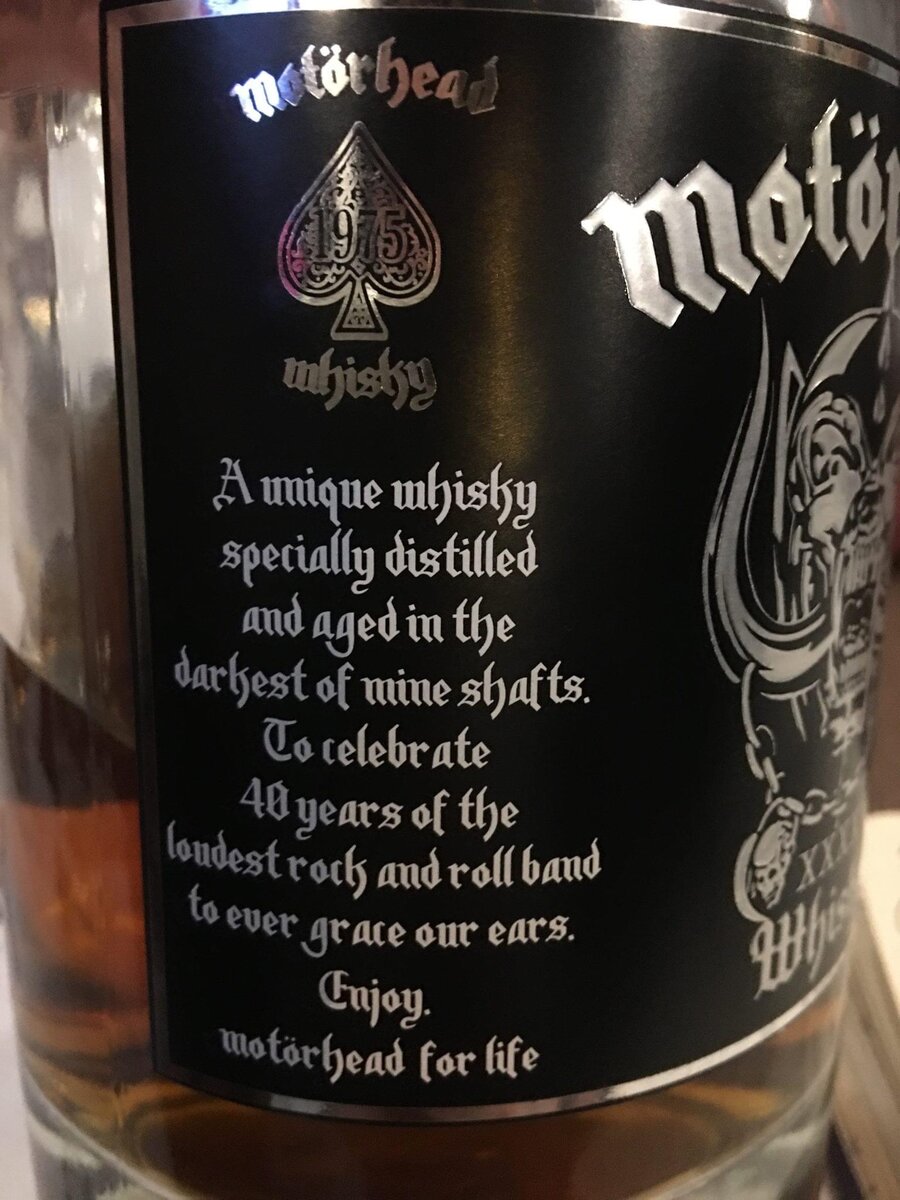 motörhead
1975
whisky
A unique whisky
specially distilled
and aged in the
darkest of mine shafts.
To celebrate
40 years of the
loudest rock and roll band
to ever grace our ears.
Enjoy.
motörhead for life